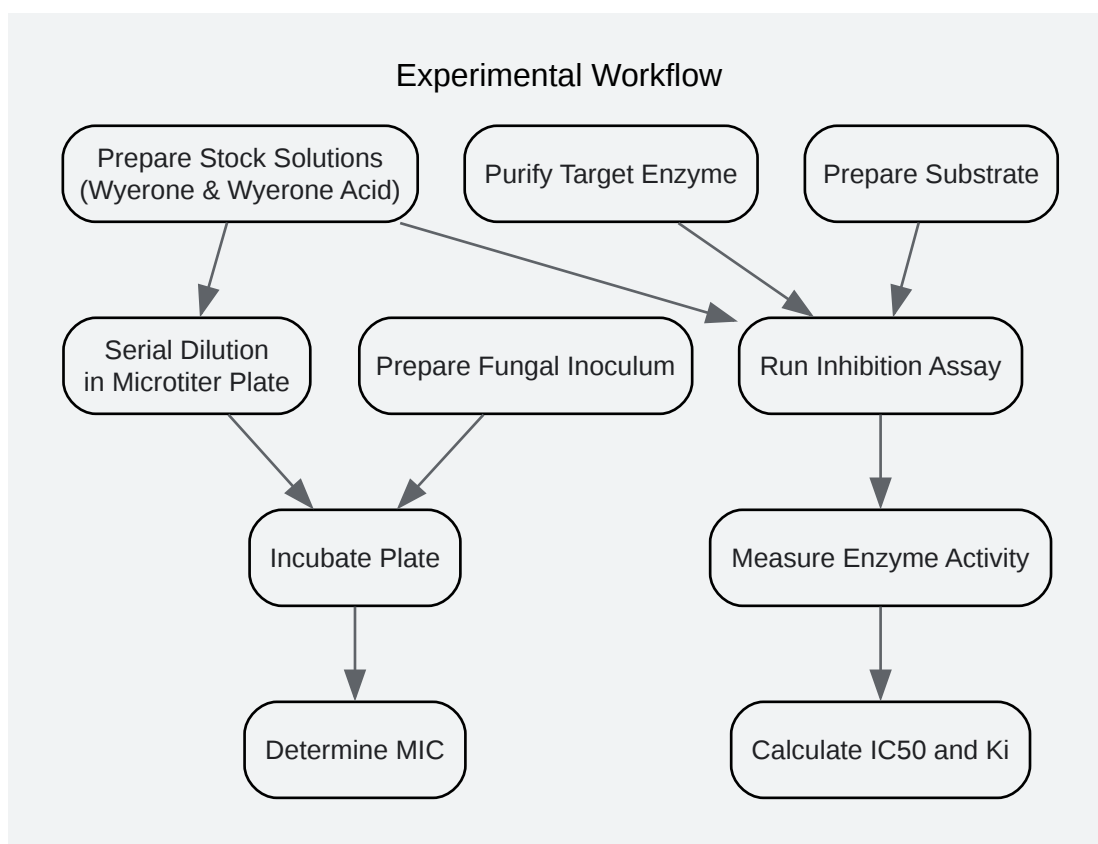 Experimental Workflow
Prepare Stock Solutions
(Wyerone & Wyerone Acid)
Purify Target Enzyme
Prepare Substrate
Serial Dilution
in Microtiter Plate
Prepare Fungal Inoculum
Run Inhibition Assay
Incubate Plate
Measure Enzyme Activity
Determine MIC
Calculate IC50 and Ki